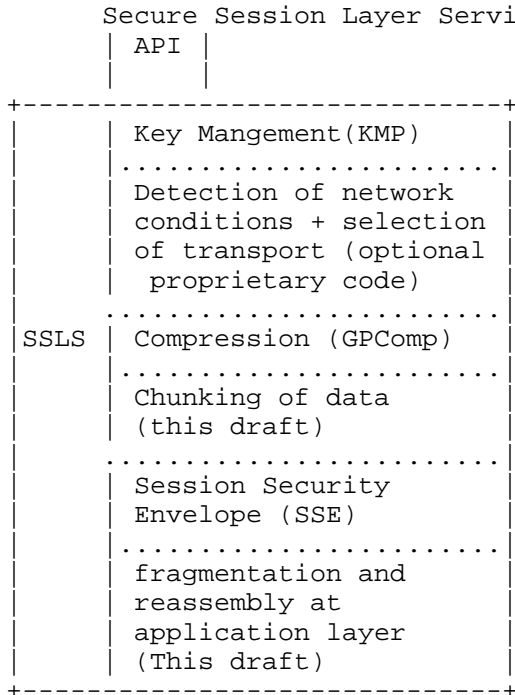 Secure Session Layer Servi
| API |
| |
+------------------------------+
| | Key Mangement(KMP) |
| |........................|
| | Detection of network |
| | conditions + selection |
| | of transport (optional |
| | proprietary code) |
| .........................|
|SSLS | Compression (GPComp) |
| |........................|
| | Chunking of data |
| | (this draft) |
| .........................|
| | Session Security |
| | Envelope (SSE) |
| |........................|
| | fragmentation and |
| | reassembly at |
| | application layer |
| | (This draft) |
+------------------------------+